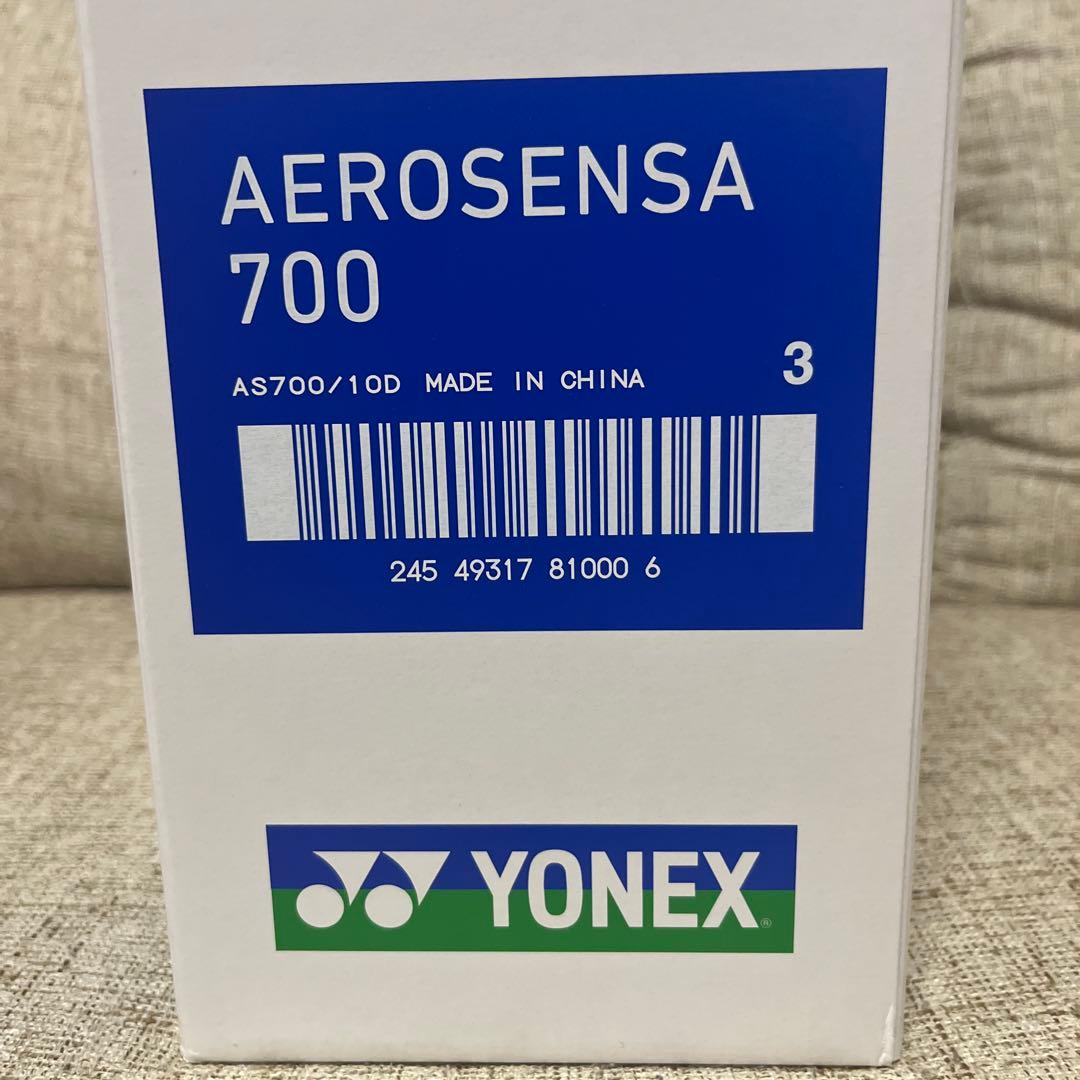 AEROSENSA
700
3
AS700/10D MADE IN CHINA
245 49317 81000 6
YONEX®